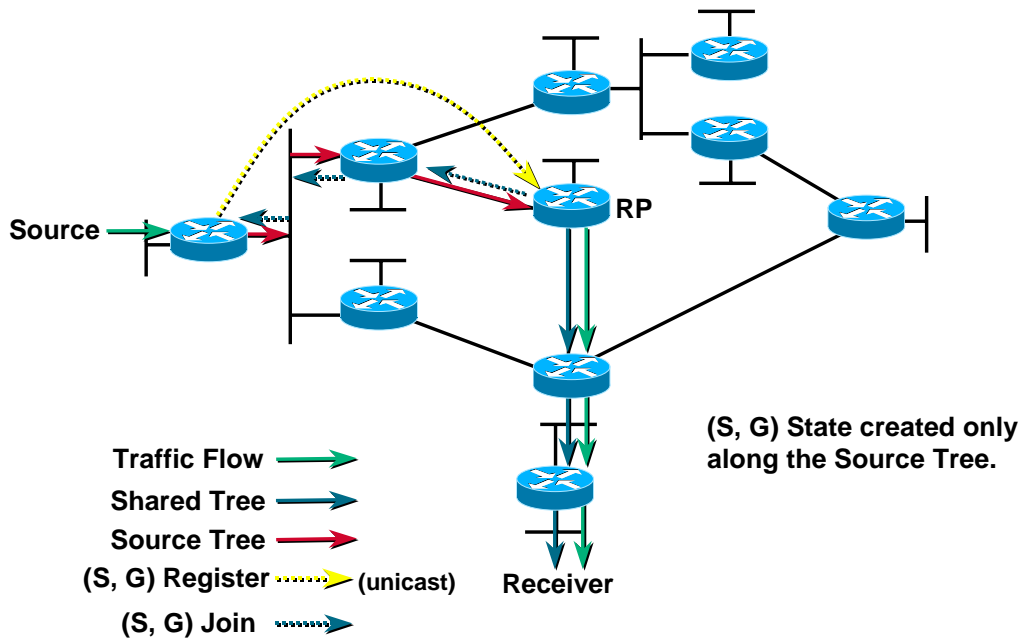 RP
Source
(S, G) State created only
along the Source Tree.
Traffic Flow
Shared Tree
Source Tree
(S, G) Register
(unicast)
Receiver
(S, G) Join